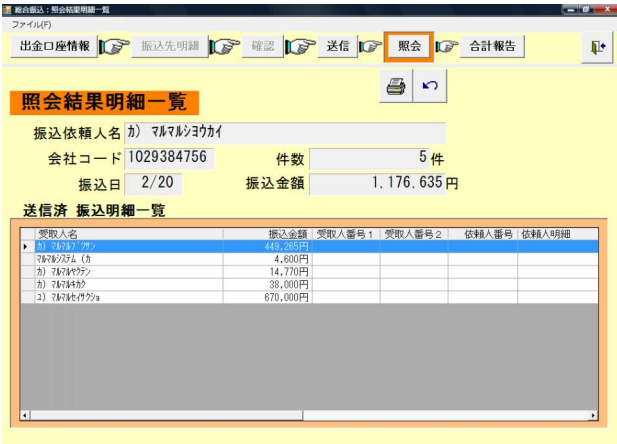 総合振込:照会結果明細一覧
ファイル(F)
出金口座情報 振込先明細 確認 送信 照会 合計報告
照会結果明細一覧
振込依頼人名 カ) マルマルシヨウカイ
会社コード 1029384756 件数 5件
振込日 2/20 振込金額 1,176,635円
送信済 振込明細一覧
受取人名 振込金額 受取人番号1 受取人番号2 依頼人番号 依頼人明細
カ) マルマルブツサン 448,265円
マルマルシステム(カ 4,600円
カ) マルマルヤクテン 14,770円
カ) マルマルキカク 38,000円
ユ) マルマルセイサクシヨ 670,000円